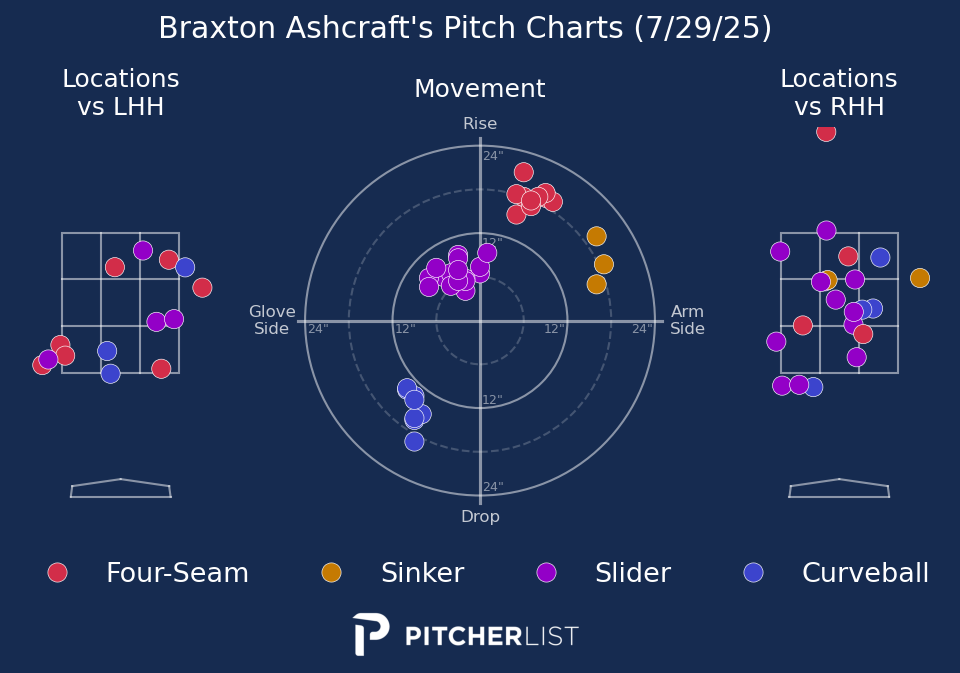 Braxton Ashcraft's Pitch Charts (7/29/25)
Locations
vs LHH
Movement
Locations
vs RHH
Rise
24"
12"
Glove
Side
24"
12"
12"
24"
Arm
Side
12"
24"
Drop
Four-Seam
Sinker
Slider
Curveball
PITCHERLIST